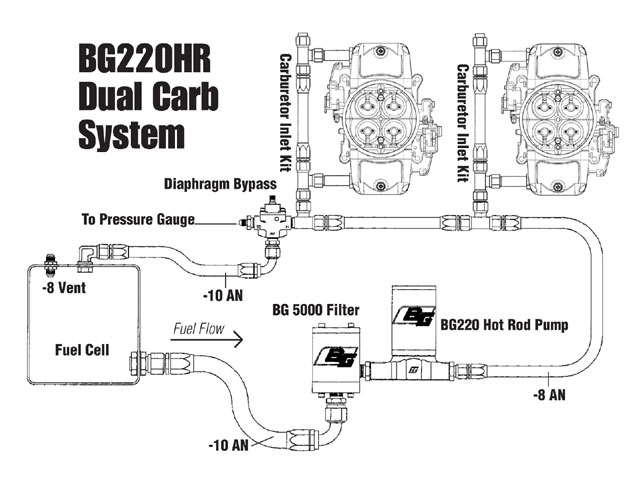 BG220HR
Dual Carb
System
Carburetor Inlet Kit
Carburetor Inlet Kit
Diaphragm Bypass
To Pressure Gauge
-8 Vent
-10 AN
BG 5000 Filter
BG
BG220 Hot Rod Pump
BG
Fuel Flow
Fuel Cell
-8 AN
-10 AN